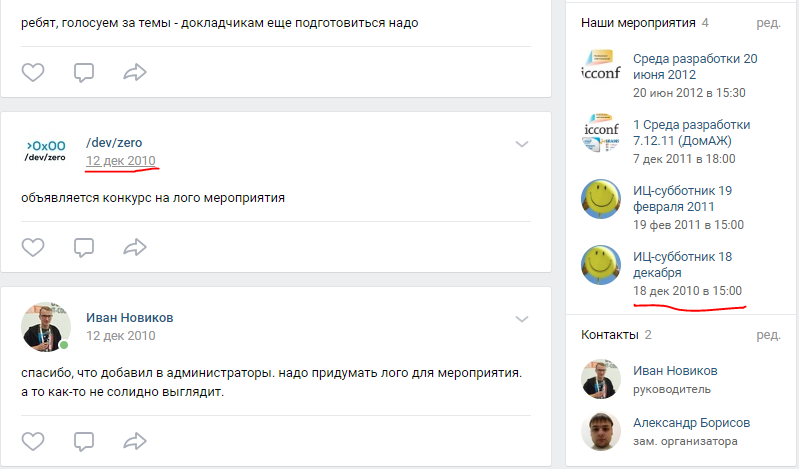 ребят, голосуем за темы - докладчикам еще подготовиться надо
>0x00
/dev/zero
/dev/zero
12 дек 2010
объявляется конкурс на лого мероприятия
Иван Новиков
12 дек 2010
спасибо, что добавил в администраторы. надо придумать лого для мероприятия.
а то как-то не солидно выглядит.
Наши мероприятия 4 ред.
icconf
Среда разработки 20
июня 2012
20 июн 2012 в 15:30
icconf
1 Среда разработки
7.12.11 (ДомАЖ)
7 дек 2011 в 18:00
ИЦ-субботник 19
февраля 2011
19 фев 2011 в 15:00
ИЦ-субботник 18
декабря
18 дек 2010 в 15:00
Контакты 2 ред.
Иван Новиков
руководитель
Александр Борисов
зам. организатора